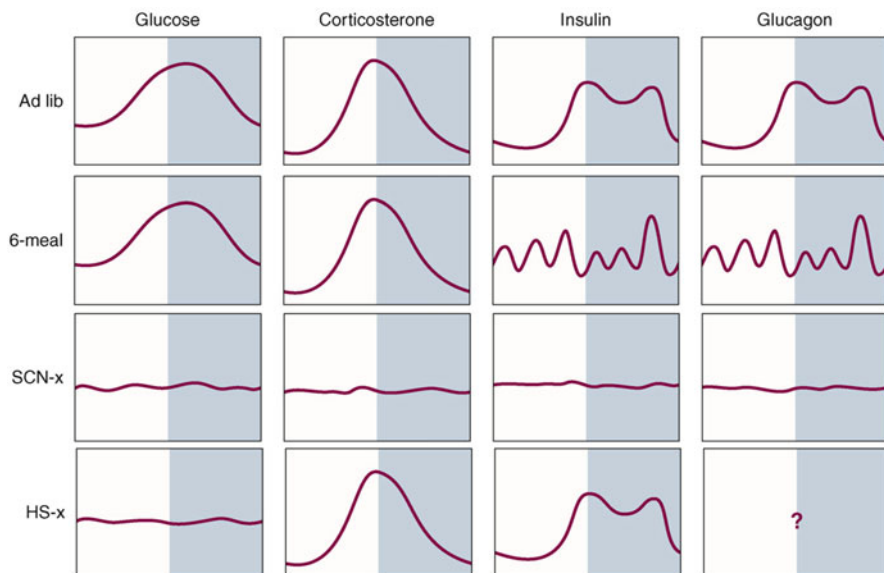 Glucose Corticosterone Insulin Glucagon
Ad lib
6-meal
SCN-x
HS-x
?